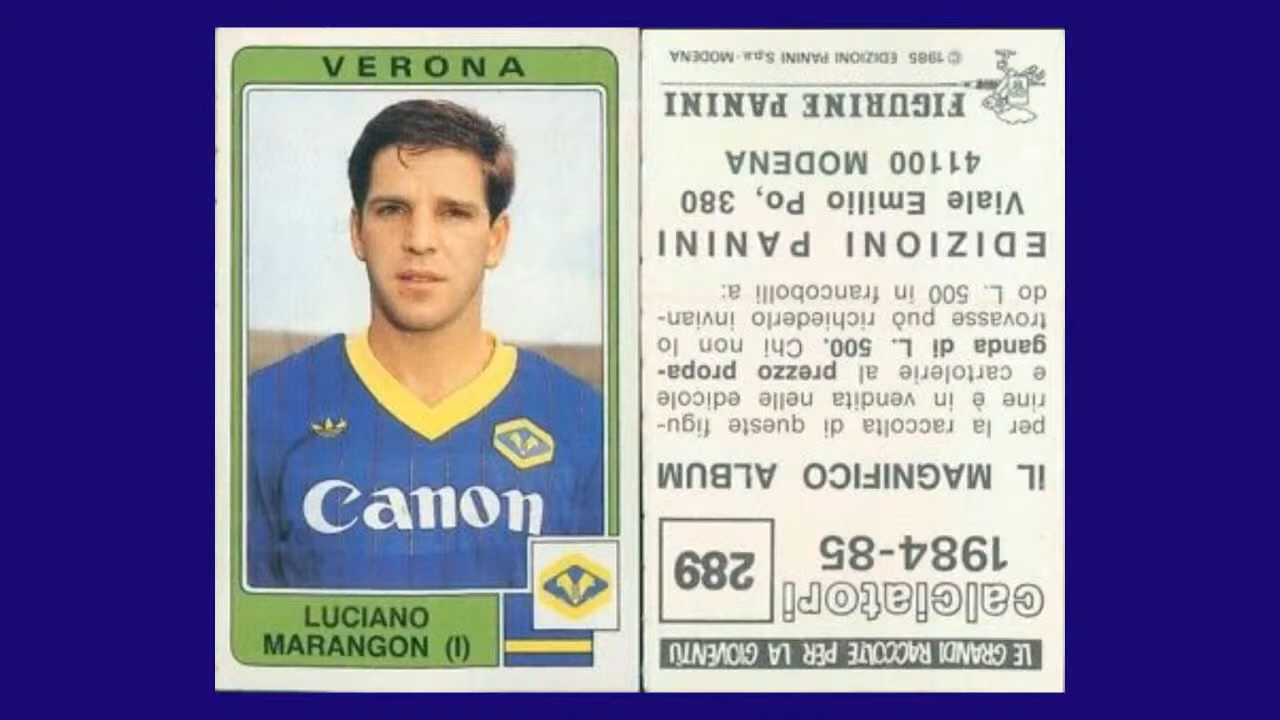 VERONA
Canon
LUCIANO
MARANGON (I)
LE GRANDI RACCOLTE PER LA GIOVENTÙ
calciatori
1984-85
289
IL MAGNIFICO ALBUM
per la raccolta di queste figu-
rine è in vendita nelle edicole
e cartolerie al prezzo propa-
ganda di L. 500. Chi non lo
trovasse può richiederlo invian-
do L. 500 in francobolli a:
EDIZIONI PANINI
Viale Emilio Po, 380
41100 MODENA
FIGURINE PANINI
© 1985 EDIZIONI PANINI S.p.a. - MODENA